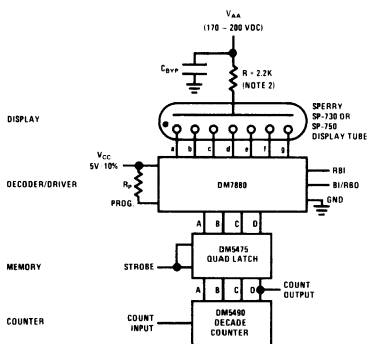 VAA
(170 – 200 VDC)
CBYP
R = 2.2K
(NOTE 2)
DISPLAY
SPERRY
SP-730 OR
SP-750
DISPLAY TUBE
a b c d e f g
VCC
5V 10%
RP
PROG.
DECODER/DRIVER
DM7880
RBI
BI/RBO
GND
A B C D
MEMORY
STROBE
DM5475
QUAD LATCH
A B C D
COUNT
OUTPUT
COUNTER
COUNT
INPUT
DM5490
DECADE
COUNTER